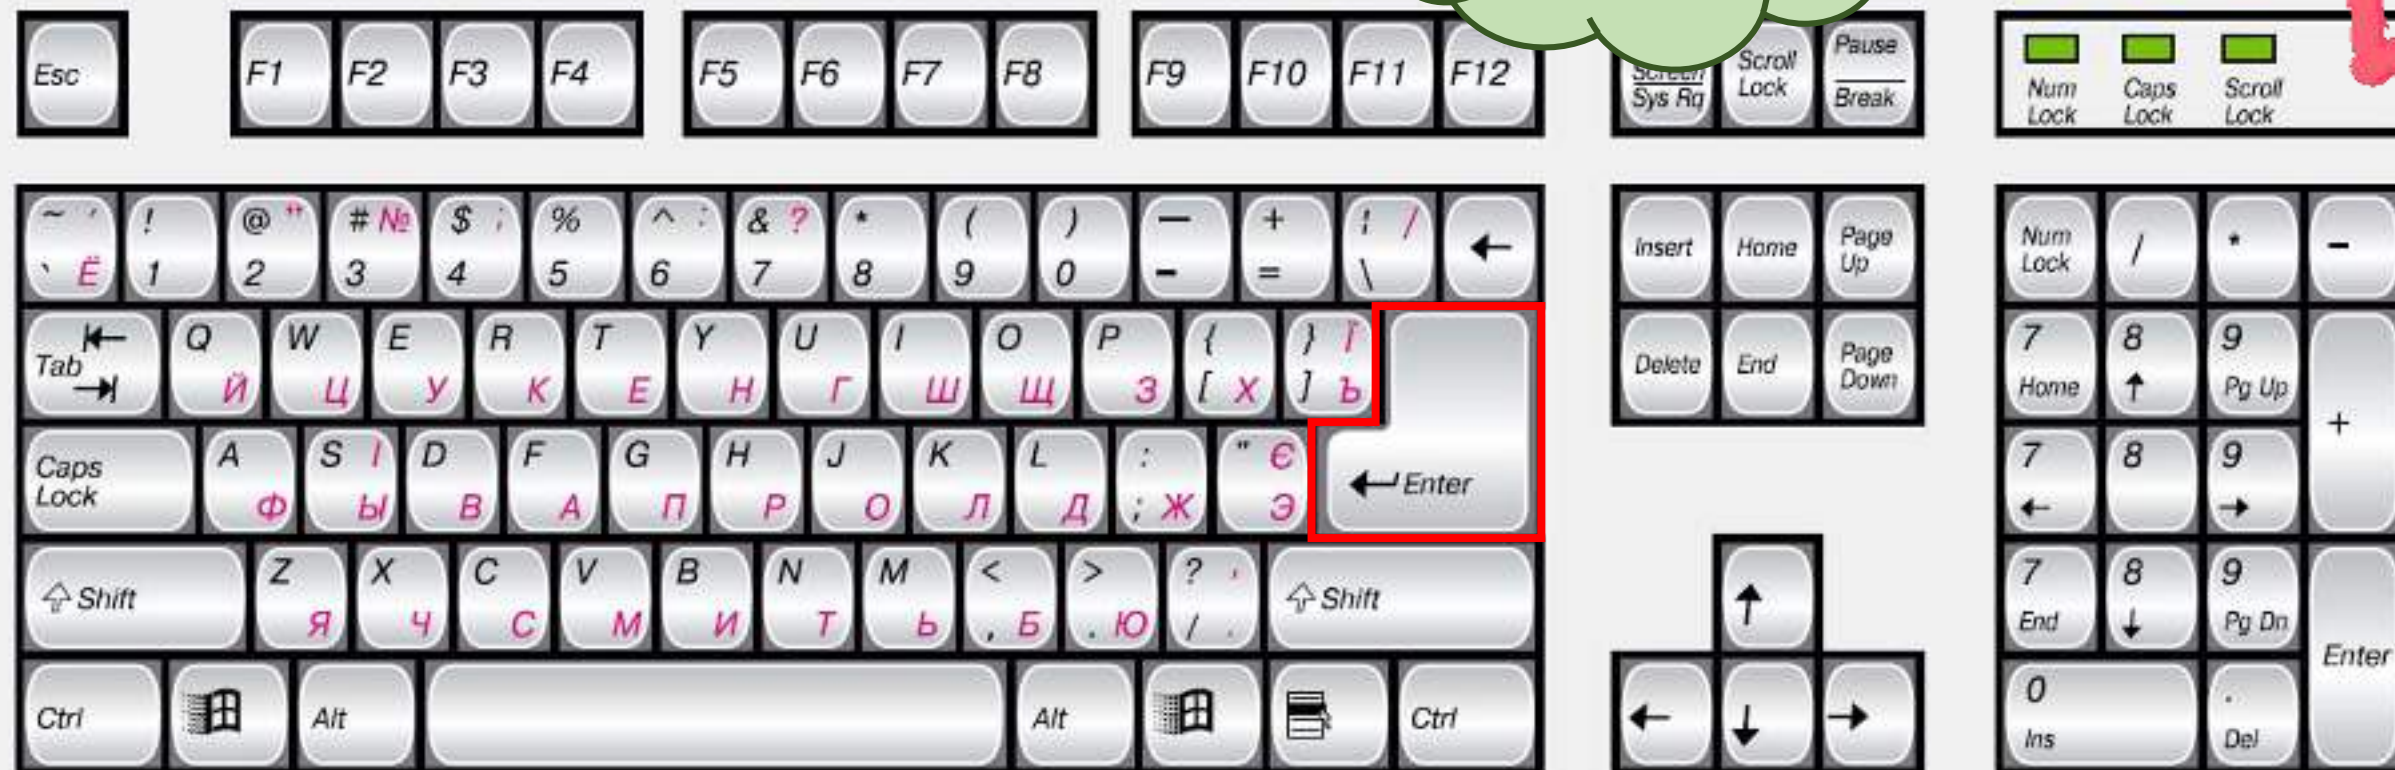 Esc F1 F2 F3 F4 F5 F6 F7 F8 F9 F10 F11 F12 Screen Sys Rq Scroll Lock Pause Break Num Lock Caps Lock Scroll Lock
~ ' ` Ё ! 1 @ " 2 # № 3 $ ; 4 % 5 ^ : 6 & ? 7 * 8 ( 9 ) 0 — - + = ¦ / \ ← Insert Home Page Up Num Lock / * -
Tab Q Й W Ц E У R К T Е Y Н U Г I Ш O Щ P З { [ Х } Ї ] Ъ Delete End Page Down 7 Home 8 ↑ 9 Pg Up +
Caps Lock A Ф S І Ы D В F А G П H Р J О K Л L Д : ; Ж " Є Э ← Enter 7 ← 8 9 →
Shift Z Я X Ч C С V М B И N Т M Ь < , Б > . Ю ? , / . Shift ↑ 7 End 8 ↓ 9 Pg Dn Enter
Ctrl Alt Alt Ctrl ← ↓ → 0 Ins . Del